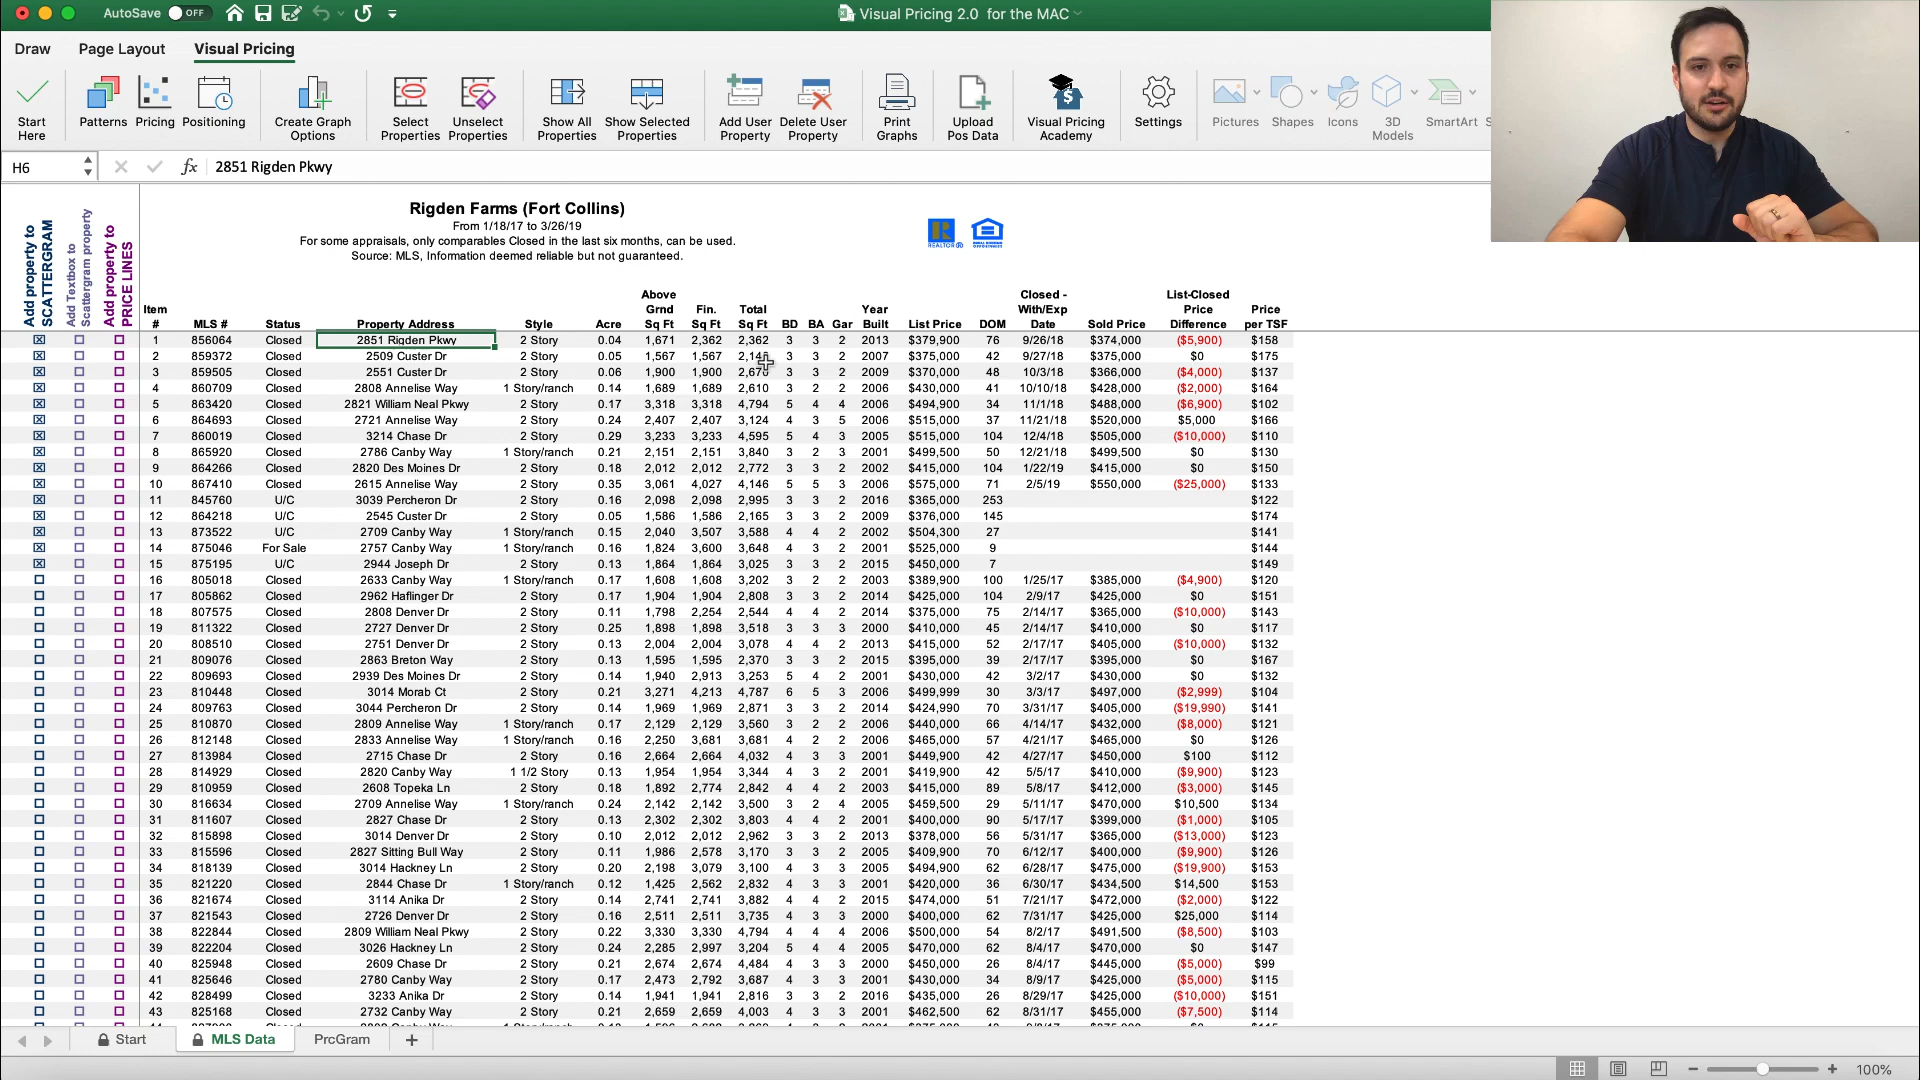 AutoSave OFF
Visual Pricing 2.0 for the MAC
Draw Page Layout Visual Pricing
Start Here
Patterns
Pricing
Positioning
Create Graph Options
Select Properties
Unselect Properties
Show All Properties
Show Selected Properties
Add User Property
Delete User Property
Print Graphs
Upload Pos Data
Visual Pricing Academy
Settings
Pictures
Shapes
Icons
3D Models
SmartArt
H6 fx 2851 Rigden Pkwy
Add property to SCATTERGRAM
Add Textbox to Scattergram property
Add property to PRICE LINES
Rigden Farms (Fort Collins)
From 1/18/17 to 3/26/19
For some appraisals, only comparables Closed in the last six months, can be used.
Source: MLS, Information deemed reliable but not guaranteed.
REALTOR
Item # MLS # Status Property Address Style Acre Above Grnd Sq Ft Fin. Sq Ft Total Sq Ft BD BA Gar Year Built List Price DOM Closed - With/Exp Date Sold Price List-Closed Price Difference Price per TSF
1 856064 Closed 2851 Rigden Pkwy 2 Story 0.04 1,671 2,362 2,362 3 3 2 2013 $379,900 76 9/26/18 $374,000 ($5,900) $158
2 859372 Closed 2509 Custer Dr 2 Story 0.05 1,567 1,567 3 3 2 2007 $375,000 42 9/27/18 $375,000 $0 $175
3 859505 Closed 2551 Custer Dr 2 Story 0.06 1,900 1,900 3 3 2 2009 $370,000 48 10/3/18 $366,000 ($4,000) $137
4 860709 Closed 2808 Annelise Way 1 Story/ranch 0.14 1,689 1,689 2,610 3 2 2 2006 $430,000 41 10/10/18 $428,000 ($2,000) $164
5 863420 Closed 2821 William Neal Pkwy 2 Story 0.17 3,318 3,318 4,794 5 4 4 2006 $494,900 34 11/1/18 $488,000 ($6,900) $102
6 864693 Closed 2721 Annelise Way 2 Story 0.24 2,407 2,407 3,124 4 3 5 2006 $515,000 37 11/21/18 $520,000 $5,000 $166
7 860019 Closed 3214 Chase Dr 2 Story 0.29 3,233 3,233 4,595 5 4 3 2005 $515,000 104 12/4/18 $505,000 ($10,000) $110
8 865920 Closed 2786 Canby Way 1 Story/ranch 0.21 2,151 2,151 3,840 3 2 3 2001 $499,500 50 12/21/18 $499,500 $0 $130
9 864266 Closed 2820 Des Moines Dr 2 Story 0.18 2,012 2,012 2,772 3 3 2 2002 $415,000 104 1/22/19 $415,000 $0 $150
10 867410 Closed 2615 Annelise Way 2 Story 0.35 3,061 4,027 4,146 5 5 3 2006 $575,000 71 2/5/19 $550,000 ($25,000) $133
11 845760 U/C 3039 Percheron Dr 2 Story 0.16 2,098 2,098 2,995 3 3 2 2016 $365,000 253 $122
12 864218 U/C 2545 Custer Dr 2 Story 0.05 1,586 1,586 2,165 3 3 2 2009 $376,000 145 $174
13 873522 U/C 2709 Canby Way 1 Story/ranch 0.15 2,040 3,507 3,588 4 4 2 2002 $504,300 27 $141
14 875046 For Sale 2757 Canby Way 1 Story/ranch 0.16 1,824 3,600 3,648 4 3 2 2001 $525,000 9 $144
15 875195 U/C 2944 Joseph Dr 2 Story 0.13 1,864 1,864 3,025 3 3 2 2015 $450,000 7 $149
16 805018 Closed 2633 Canby Way 1 Story/ranch 0.17 1,608 1,608 3,202 3 2 2 2003 $389,900 100 1/25/17 $385,000 ($4,900) $120
17 805862 Closed 2962 Haflinger Dr 2 Story 0.17 1,904 1,904 2,808 3 3 2 2014 $425,000 104 2/9/17 $425,000 $0 $151
18 807575 Closed 2808 Denver Dr 2 Story 0.11 1,798 2,254 2,544 4 4 2 2014 $375,000 75 2/14/17 $365,000 ($10,000) $143
19 811322 Closed 2727 Denver Dr 2 Story 0.25 1,898 1,898 3,518 3 3 3 2000 $410,000 45 2/14/17 $410,000 $0 $117
20 808510 Closed 2751 Denver Dr 2 Story 0.13 2,004 2,004 3,078 4 4 2 2013 $415,000 52 2/17/17 $405,000 ($10,000) $132
21 809076 Closed 2863 Breton Way 2 Story 0.13 1,595 1,595 2,370 3 3 2 2015 $395,000 39 2/17/17 $395,000 $0 $167
22 809693 Closed 2939 Des Moines Dr 2 Story 0.14 1,940 2,913 3,253 5 4 2 2001 $430,000 42 3/2/17 $430,000 $0 $132
23 810448 Closed 3014 Morab Ct 2 Story 0.21 3,271 4,213 4,787 6 5 3 2006 $499,999 30 3/3/17 $497,000 ($2,999) $104
24 809763 Closed 3044 Percheron Dr 2 Story 0.14 1,969 1,969 2,871 3 3 2 2014 $424,990 70 3/31/17 $405,000 ($19,990) $141
25 810870 Closed 2809 Annelise Way 1 Story/ranch 0.17 2,129 2,129 3,560 3 2 2 2006 $440,000 66 4/14/17 $432,000 ($8,000) $121
26 812148 Closed 2833 Annelise Way 1 Story/ranch 0.16 2,250 3,681 3,681 4 2 2 2006 $465,000 57 4/21/17 $465,000 $0 $126
27 813984 Closed 2715 Chase Dr 2 Story 0.16 2,664 2,664 4,032 4 3 3 2001 $449,900 42 4/27/17 $450,000 $100 $112
28 814929 Closed 2820 Canby Way 1 1/2 Story 0.13 1,954 1,954 3,344 4 3 2 2001 $419,900 42 5/5/17 $410,000 ($9,900) $123
29 810959 Closed 2608 Topeka Ln 2 Story 0.18 1,892 2,774 2,842 4 4 2 2003 $415,000 89 5/8/17 $412,000 ($3,000) $145
30 816634 Closed 2709 Annelise Way 1 Story/ranch 0.24 2,142 2,142 3,500 3 2 4 2005 $459,500 29 5/11/17 $470,000 $10,500 $134
31 811607 Closed 2827 Chase Dr 2 Story 0.13 2,302 2,302 3,803 4 4 2 2001 $400,000 90 5/17/17 $399,000 ($1,000) $105
32 815898 Closed 3014 Denver Dr 2 Story 0.10 2,012 2,012 2,962 3 3 2 2013 $378,000 56 5/31/17 $365,000 ($13,000) $123
33 815596 Closed 2827 Sitting Bull Way 2 Story 0.11 1,986 2,578 3,170 3 3 2 2005 $409,900 70 6/12/17 $400,000 ($9,900) $126
34 818139 Closed 3014 Hackney Ln 2 Story 0.20 2,198 3,079 3,100 4 3 3 2005 $494,900 62 6/28/17 $475,000 ($19,900) $153
35 821220 Closed 2844 Chase Dr 1 Story/ranch 0.12 1,425 2,562 2,832 4 3 3 2001 $420,000 36 6/30/17 $434,500 $14,500 $153
36 821674 Closed 3114 Anika Dr 2 Story 0.14 2,741 2,741 3,882 4 4 2 2015 $474,000 51 7/21/17 $472,000 ($2,000) $122
37 821543 Closed 2726 Denver Dr 2 Story 0.16 2,511 2,511 3,735 4 3 3 2000 $400,000 62 7/31/17 $425,000 $25,000 $114
38 822844 Closed 2809 William Neal Pkwy 2 Story 0.22 3,330 3,330 4,794 4 4 4 2006 $500,000 54 8/2/17 $491,500 ($8,500) $103
39 822204 Closed 3026 Hackney Ln 2 Story 0.24 2,285 2,997 3,204 5 4 4 2005 $470,000 62 8/4/17 $470,000 $0 $147
40 825948 Closed 2609 Chase Dr 2 Story 0.21 2,674 2,674 4,484 4 3 3 2000 $450,000 26 8/4/17 $445,000 ($5,000) $99
41 825646 Closed 2780 Canby Way 2 Story 0.17 2,473 2,792 3,687 4 3 3 2001 $430,000 34 8/9/17 $425,000 ($5,000) $115
42 828499 Closed 3233 Anika Dr 2 Story 0.14 1,941 1,941 2,816 3 3 2 2016 $435,000 26 8/29/17 $425,000 ($10,000) $151
43 825168 Closed 2732 Canby Way 2 Story 0.21 2,659 2,659 4,003 4 3 3 2001 $462,500 62 8/31/17 $455,000 ($7,500) $114
Start MLS Data PrcGram +
100%